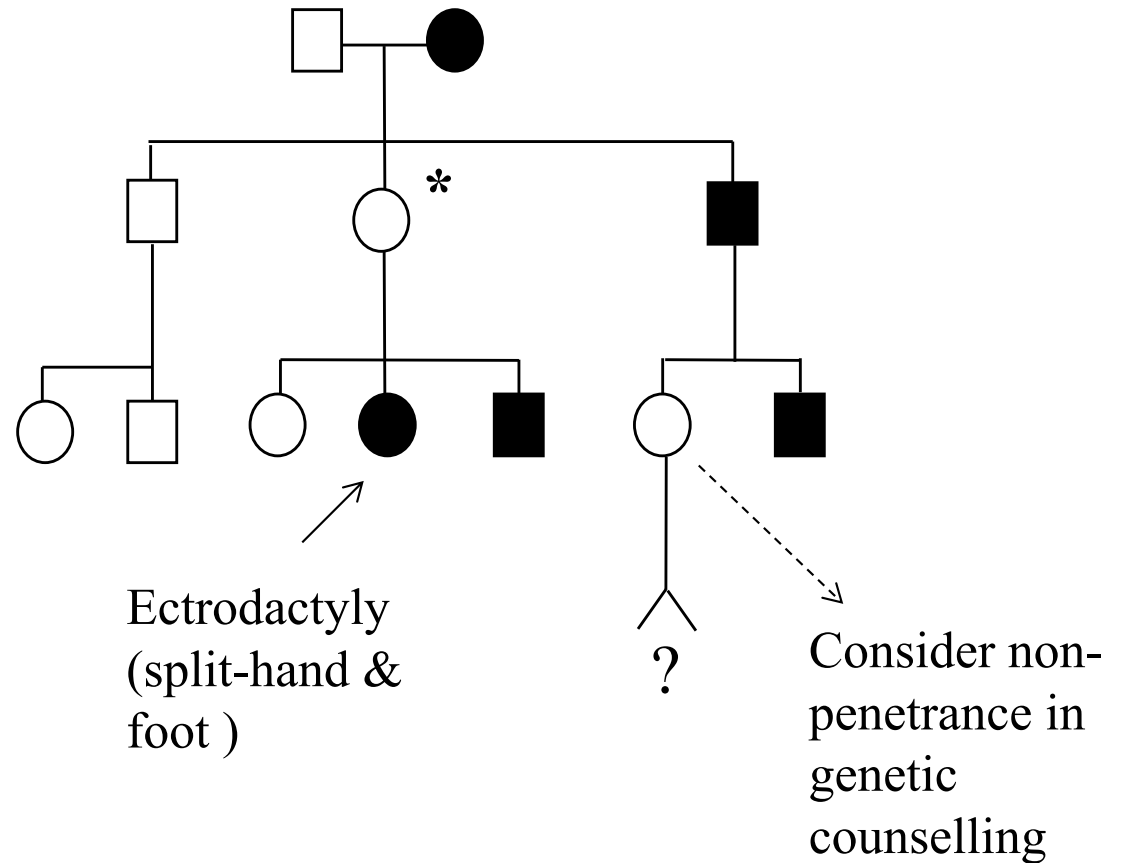 *
Ectrodactyly
(split-hand &
foot )
?
Consider non-
penetrance in
genetic
counselling